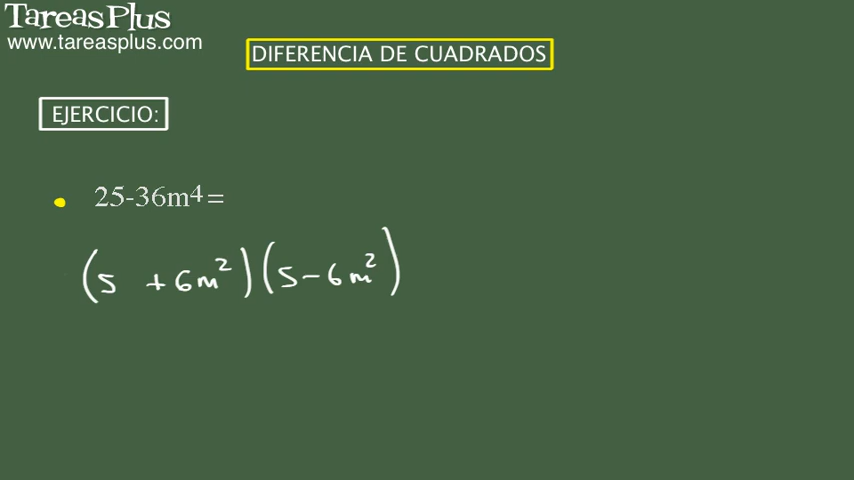 TareasPlus
www.tareasplus.com
DIFERENCIA DE CUADRADOS
EJERCICIO:
• 25-36m4=
(5 +6m²)(5-6m²)